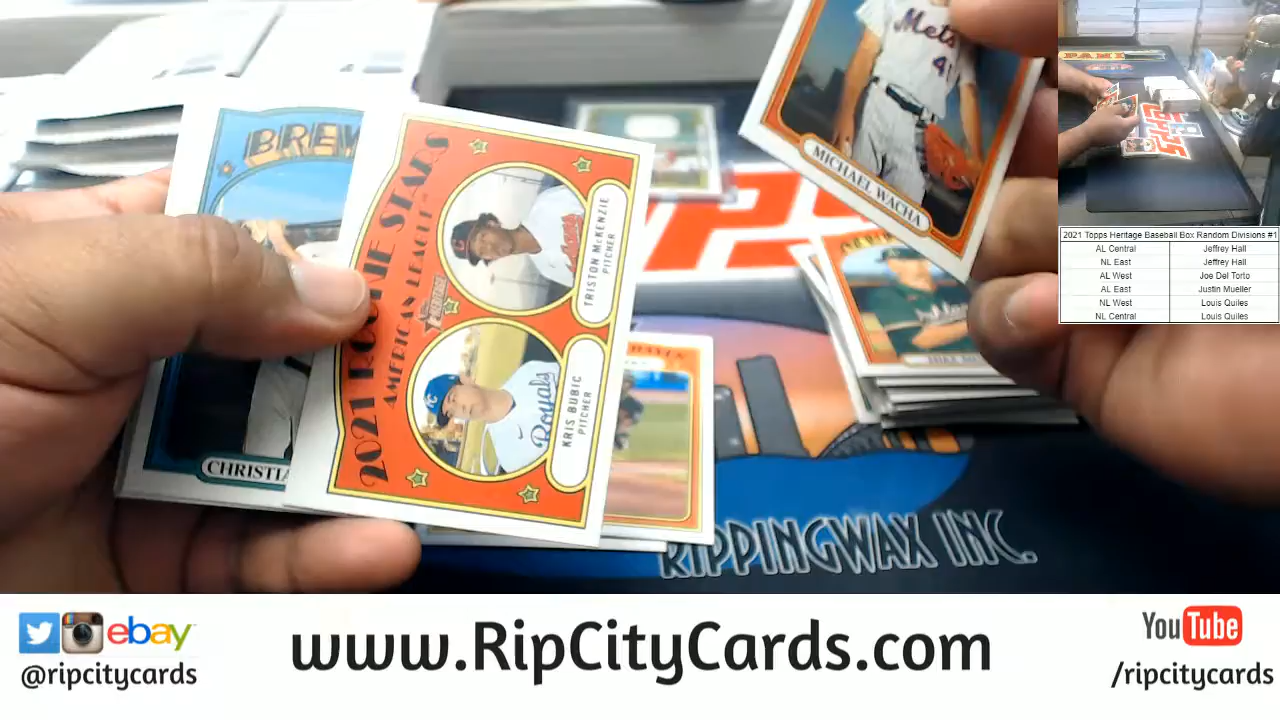 BREW
CHRISTIA
2021 ROOKIE STARS
AMERICAN LEAGUE
HERITAGE
TRISTON McKENZIE
PITCHER
KRIS BUBIC
PITCHER
Mets
40
MICHAEL WACHA
Royals
RIPPINGWAX INC.
PANINI
2021 Topps Heritage Baseball Box Random Divisions #1
AL Central Jeffrey Hall
NL East Jeffrey Hall
AL West Joe Del Torto
AL East Justin Mueller
NL West Louis Quiles
NL Central Louis Quiles
ebay
@ripcitycards
www.RipCityCards.com
YouTube
/ripcitycards